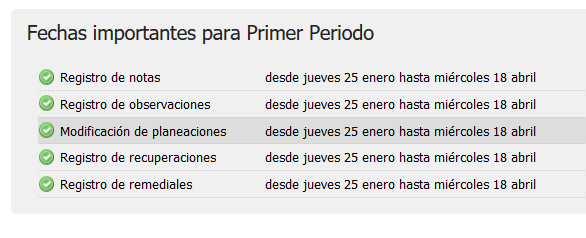 Fechas importantes para Primer Periodo
Registro de notas desde jueves 25 enero hasta miércoles 18 abril
Registro de observaciones desde jueves 25 enero hasta miércoles 18 abril
Modificación de planeaciones desde jueves 25 enero hasta miércoles 18 abril
Registro de recuperaciones desde jueves 25 enero hasta miércoles 18 abril
Registro de remediales desde jueves 25 enero hasta miércoles 18 abril